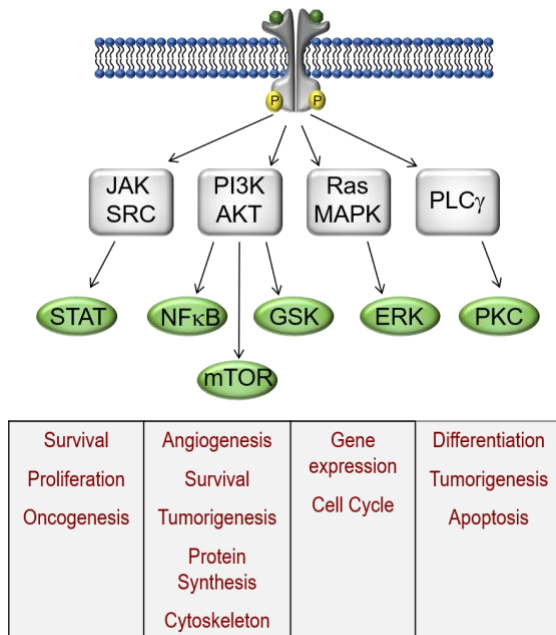 P P
JAK
SRC
PI3K
AKT
Ras
MAPK
PLCγ
STAT
NFκB
GSK
ERK
PKC
mTOR
Survival
Proliferation
Oncogenesis
Angiogenesis
Survival
Tumorigenesis
Protein
Synthesis
Cytoskeleton
Gene
expression
Cell Cycle
Differentiation
Tumorigenesis
Apoptosis